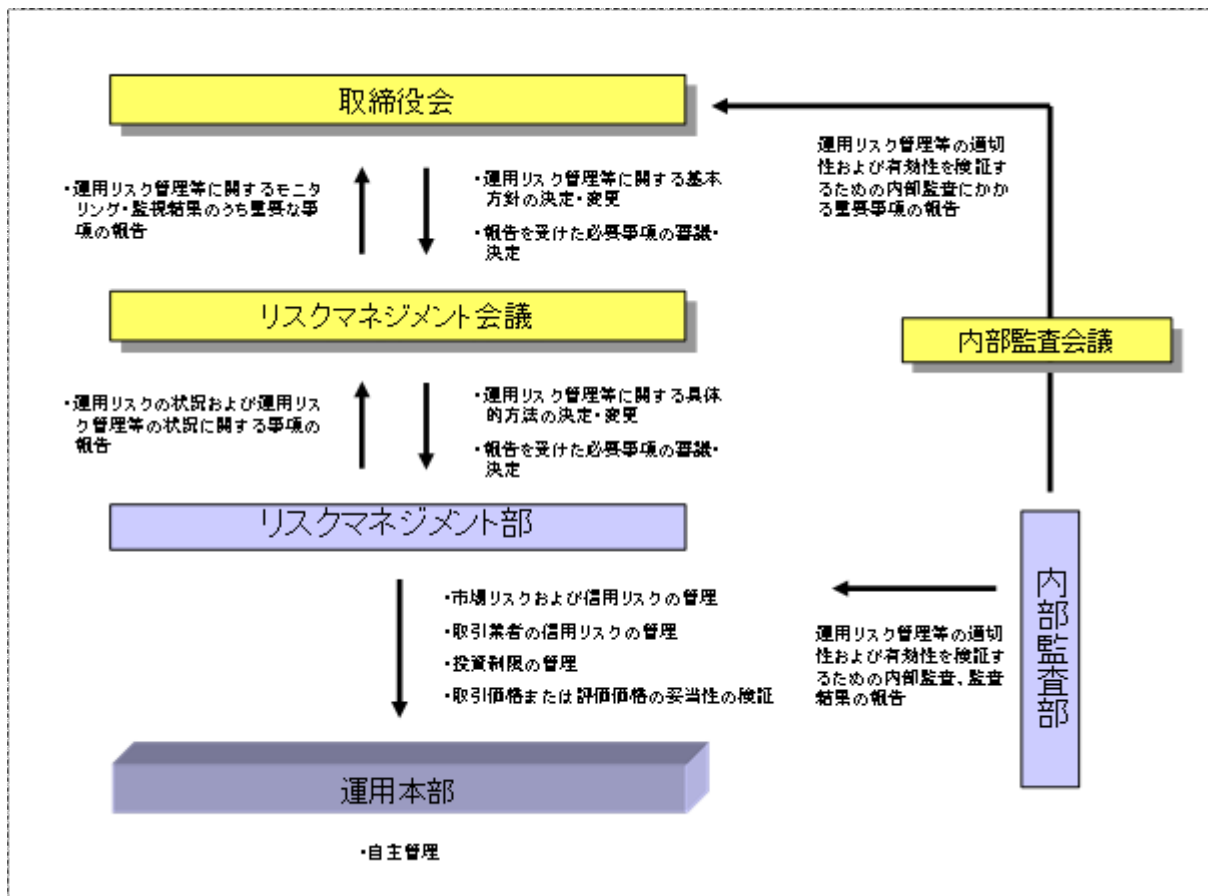 取締役会
・運用リスク管理等に関するモニ
タリング・監視結果のうち重要な事
項の報告
・運用リスク管理等に関する基本
方針の決定・変更
・報告を受けた必要事項の審議・
決定
運用リスク管理等の適切
性および有効性を検証す
るための内部監査にかか
る重要事項の報告
リスクマネジメント会議
内部監査会議
・運用リスクの状況および運用リス
ク管理等の状況に関する事項の
報告
・運用リスク管理等に関する具体
的方法の決定・変更
・報告を受けた必要事項の審議・
決定
リスクマネジメント部
内部監査部
・市場リスクおよび信用リスクの管理
・取引業者の信用リスクの管理
・投資制限の管理
・取引価格または評価価格の妥当性の検証
運用リスク管理等の適切
性および有効性を検証す
るための内部監査、監査
結果の報告
運用本部
・自主管理